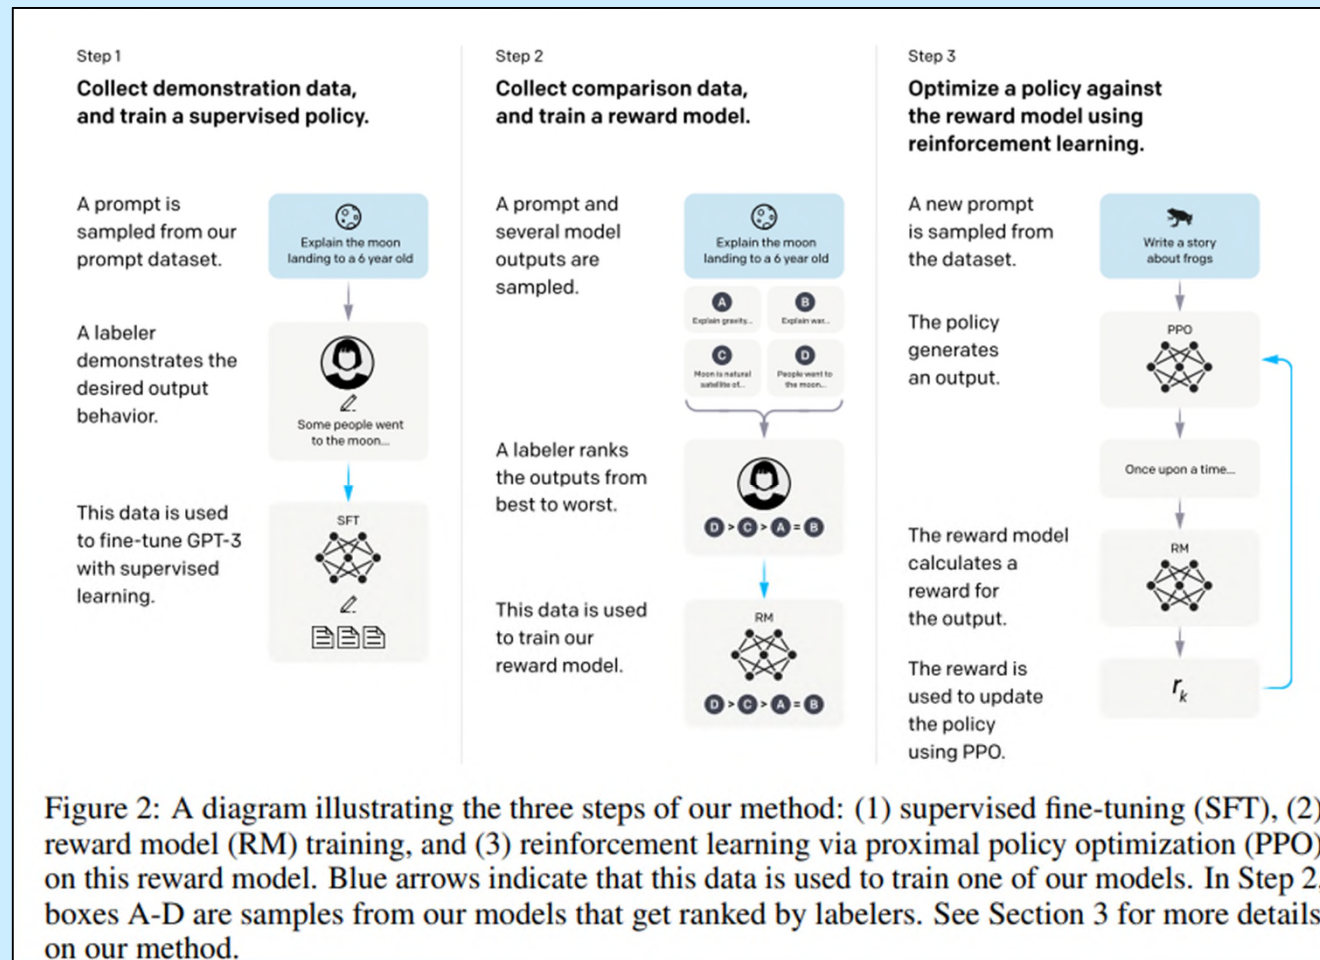 Step 1
Collect demonstration data,
and train a supervised policy.
A prompt is
sampled from our
prompt dataset.
Explain the moon
landing to a 6 year old
A labeler
demonstrates the
desired output
behavior.
Some people went
to the moon...
This data is used
to fine-tune GPT-3
with supervised
learning.
SFT
Step 2
Collect comparison data,
and train a reward model.
A prompt and
several model
outputs are
sampled.
Explain the moon
landing to a 6 year old
A
Explain gravity...
B
Explain war...
C
Moon is natural
satellite of...
D
People went to
the moon...
A labeler ranks
the outputs from
best to worst.
D > C > A = B
This data is used
to train our
reward model.
RM
D > C > A = B
Step 3
Optimize a policy against
the reward model using
reinforcement learning.
A new prompt
is sampled from
the dataset.
Write a story
about frogs
The policy
generates
an output.
PPO
Once upon a time...
The reward model
calculates a
reward for
the output.
RM
The reward is
used to update
the policy
using PPO.
rk
Figure 2: A diagram illustrating the three steps of our method: (1) supervised fine-tuning (SFT), (2)
reward model (RM) training, and (3) reinforcement learning via proximal policy optimization (PPO)
on this reward model. Blue arrows indicate that this data is used to train one of our models. In Step 2,
boxes A-D are samples from our models that get ranked by labelers. See Section 3 for more details
on our method.